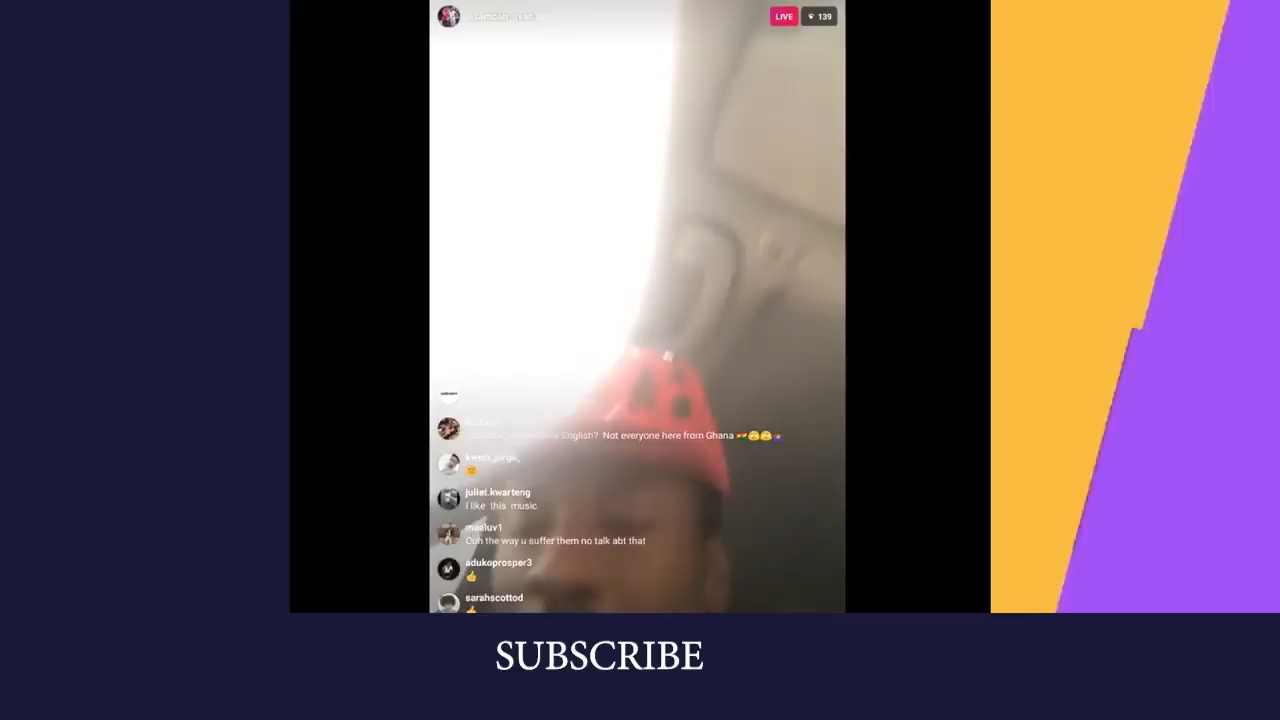 LIVE 139
English? Not everyone here from Ghana
juliet.kwarteng
I like this music.
maeluv1
Ooh the way u suffer them no talk abt that
adukoprosper3
sarahscottod
SUBSCRIBE